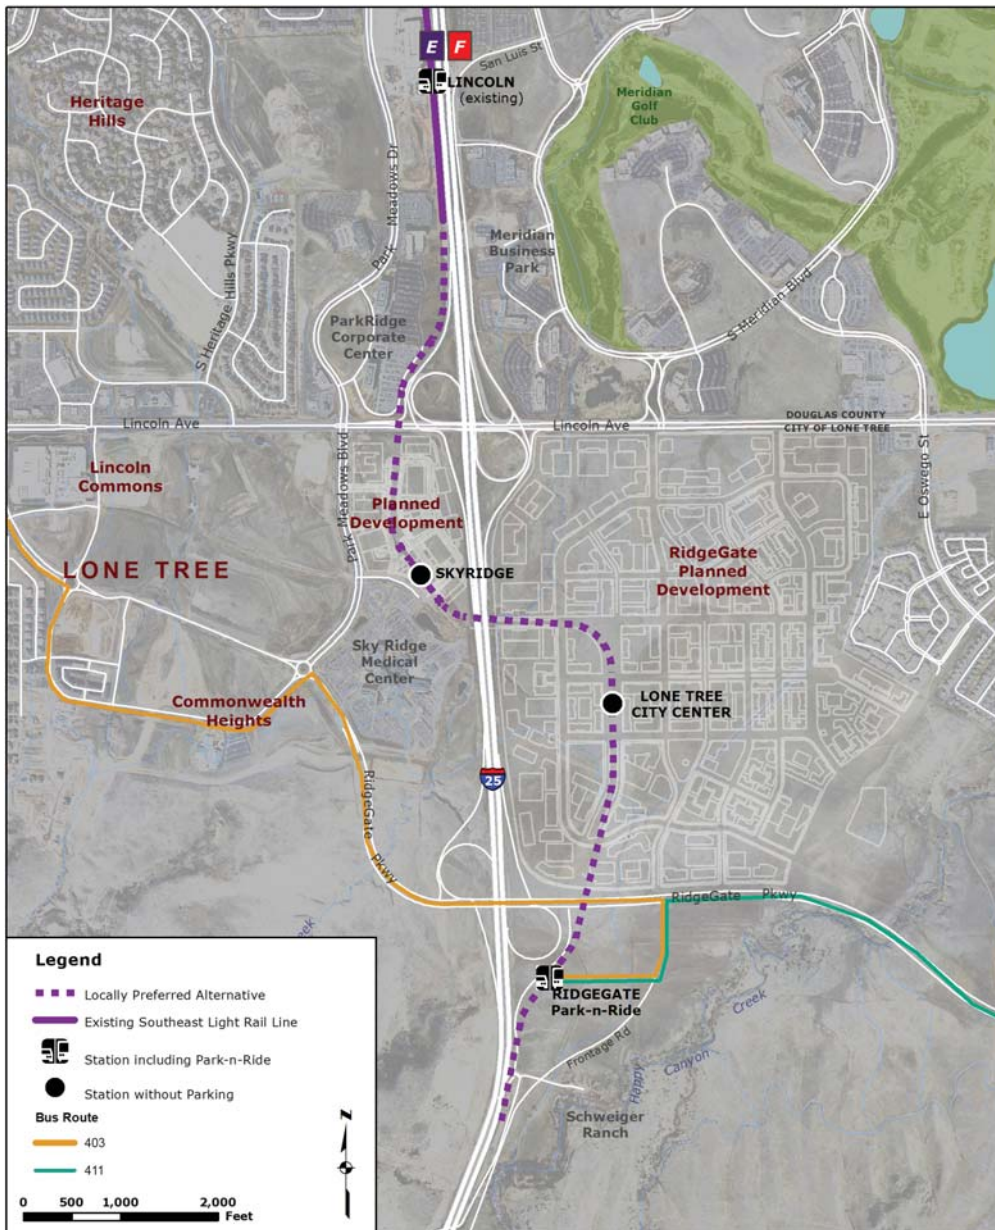 E F
San Luis St
LINCOLN
(existing)
Heritage
Hills
Meridian
Golf
Club
Park Meadows Dr
Meridian
Business
Park
S Heritage Hills Pkwy
S Meridian Blvd
ParkRidge
Corporate
Center
Lincoln Ave
Lincoln Ave
DOUGLAS COUNTY
CITY OF LONE TREE
E Oswego St
Lincoln
Commons
Park Meadows Blvd
Planned
Development
LONE TREE
SKYRIDGE
RidgeGate
Planned
Development
Sky Ridge
Medical
Center
Commonwealth
Heights
LONE TREE
CITY CENTER
25
RidgeGate Pkwy
RidgeGate Pkwy
Creek
RIDGEGATE
Park-n-Ride
Frontage Rd
Happy Canyon Creek
Schweiger
Ranch
Legend
Locally Preferred Alternative
Existing Southeast Light Rail Line
Station including Park-n-Ride
Station without Parking
Bus Route
403
411
N
0 500 1,000 2,000
Feet